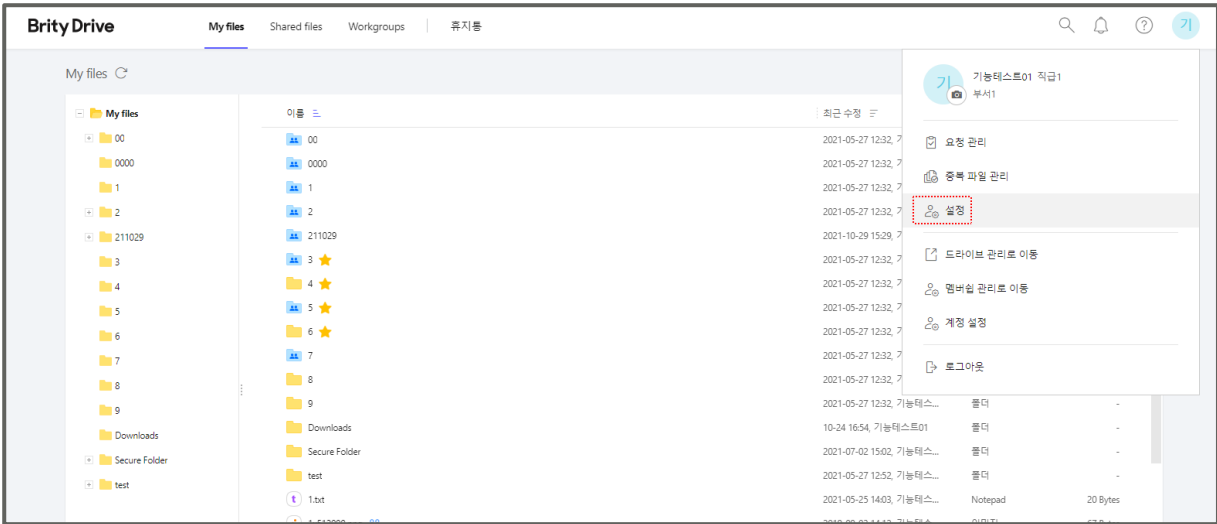 Brity Drive
My files Shared files Workgroups 휴지통 기
My files
기
기능테스트01 직급1
부서1
요청 관리
중복 파일 관리
설정
드라이브 관리로 이동
멤버쉽 관리로 이동
계정 설정
로그아웃
My files
00
0000
1
2
211029
3
4
5
6
7
8
9
Downloads
Secure Folder
test
이름 최근 수정
00 2021-05-27 12:32,
0000 2021-05-27 12:32,
1 2021-05-27 12:32,
2 2021-05-27 12:32,
211029 2021-10-29 15:29,
3 2021-05-27 12:32,
4 2021-05-27 12:32,
5 2021-05-27 12:32,
6 2021-05-27 12:32,
7 2021-05-27 12:32,
8 2021-05-27 12:32,
9 2021-05-27 12:32, 기능테스... 폴더 -
Downloads 10-24 16:54, 기능테스트01 폴더 -
Secure Folder 2021-07-02 15:02, 기능테스... 폴더 -
test 2021-05-27 12:52, 기능테스... 폴더 -
t 1.txt 2021-05-25 14:03, 기능테스... Notepad 20 Bytes